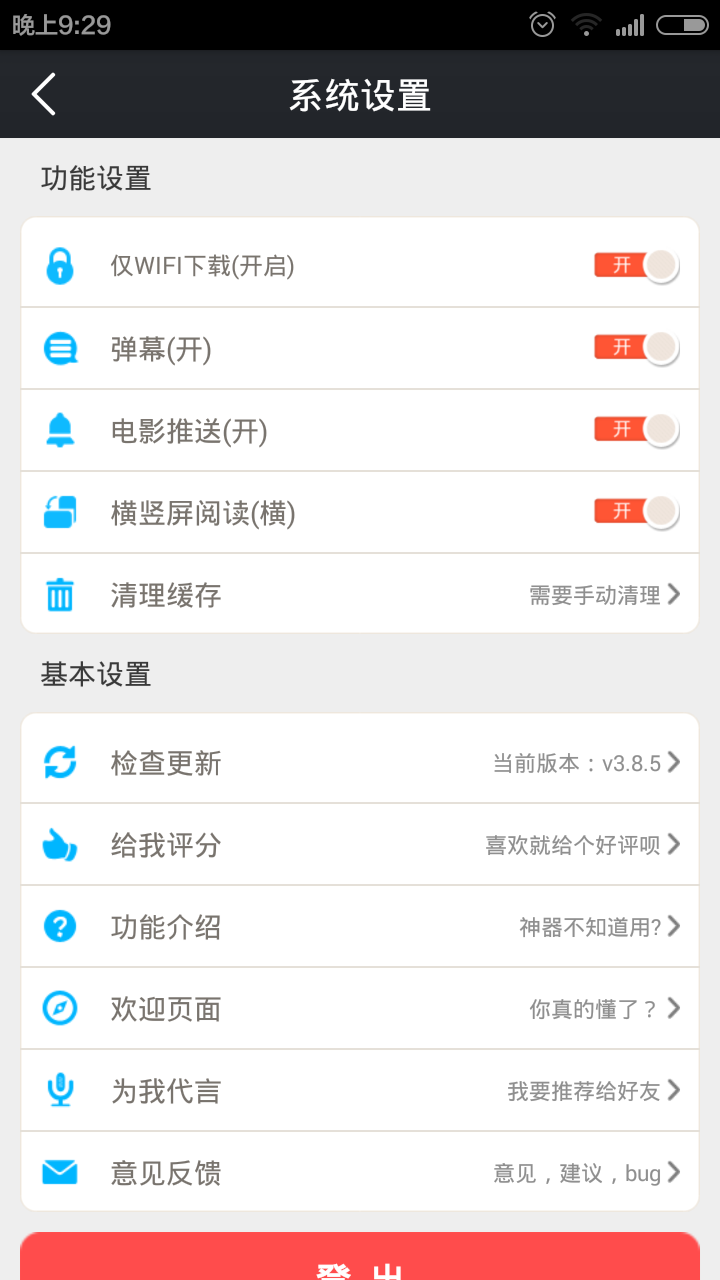 晚上9:29
系统设置
功能设置
仅WIFI下载(开启) 开
弹幕(开) 开
电影推送(开) 开
横竖屏阅读(横) 开
清理缓存 需要手动清理
基本设置
检查更新 当前版本：v3.8.5
给我评分 喜欢就给个好评呗
功能介绍 神器不知道用?
欢迎页面 你真的懂了？
为我代言 我要推荐给好友
意见反馈 意见，建议，bug
登 出